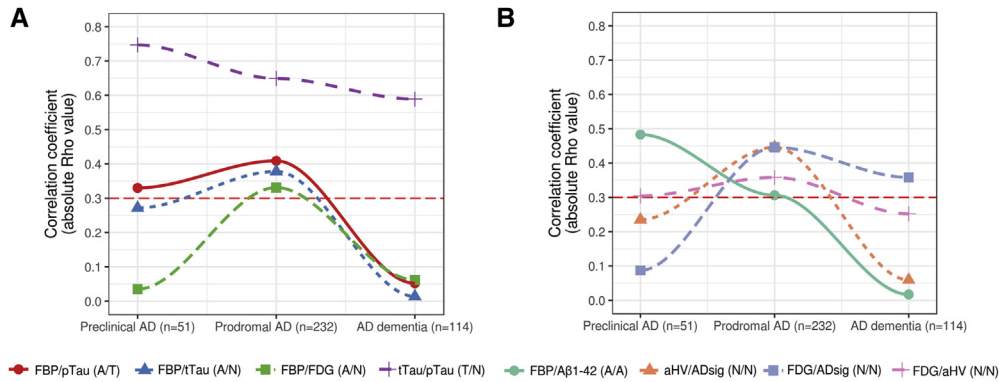 A
B
Correlation coefficient
(absolute Rho value)
0.8
0.7
0.6
0.5
0.4
0.3
0.2
0.1
0.0
Preclinical AD (n=51) Prodromal AD (n=232) AD dementia (n=114)
Correlation coefficient
(absolute Rho value)
0.8
0.7
0.6
0.5
0.4
0.3
0.2
0.1
0.0
Preclinical AD (n=51) Prodromal AD (n=232) AD dementia (n=114)
FBP/pTau (A/T) FBP/tTau (A/N) FBP/FDG (A/N) tTau/pTau (T/N) FBP/Aβ1-42 (A/A) aHV/ADsig (N/N) FDG/ADsig (N/N) FDG/aHV (N/N)